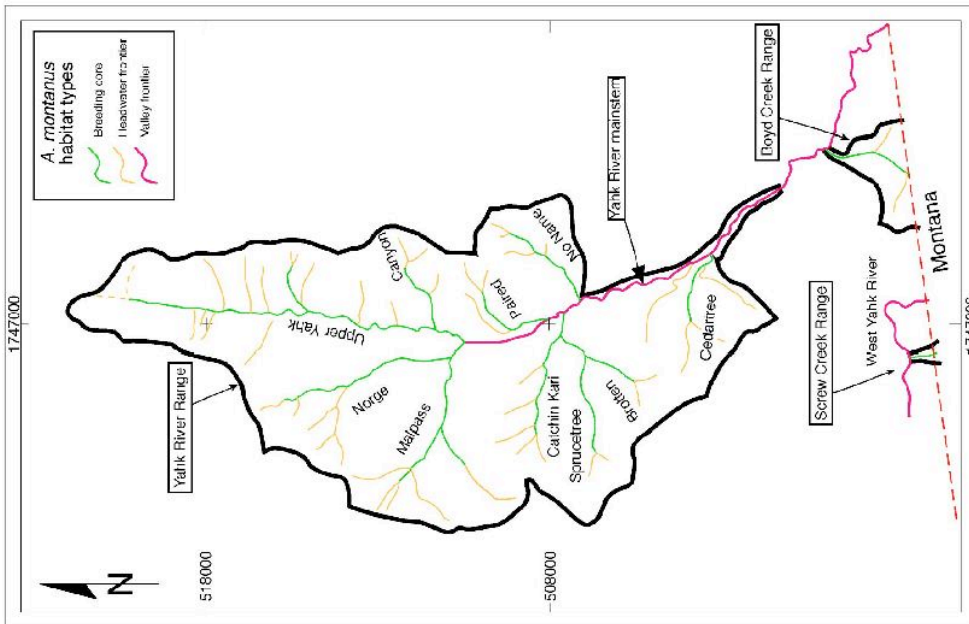 A. montanus
habitat types
Breeding core
Headwater frontier
Valley frontier
1747000
518000
508000
N
Yahk River Range
Upper Yahk
Canyon
Norge
Malpass
Paired
No Name
Yahk River mainstem
Catchin Kari
Sprucetree
Brotten
Cedartree
Boyd Creek Range
Screw Creek Range
West Yahk River
Montana
1747000